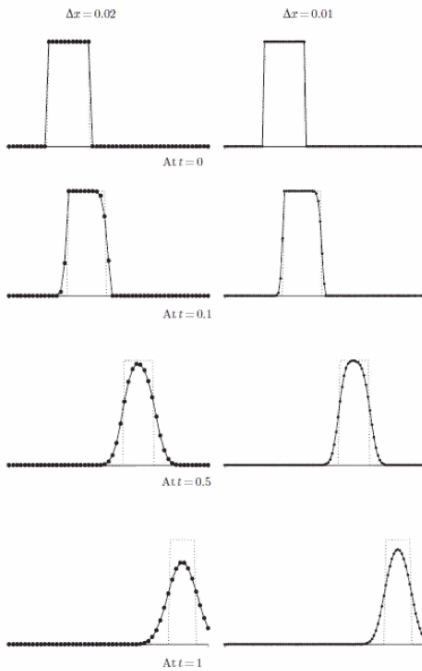 Δx = 0.02
Δx = 0.01
At t = 0
At t = 0.1
At t = 0.5
At t = 1